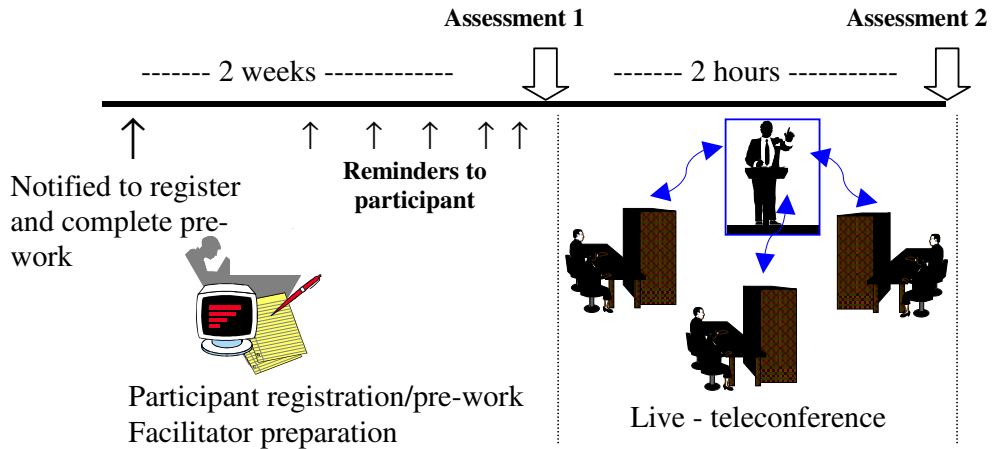 Assessment 1
Assessment 2
------- 2 weeks -------------
------- 2 hours -----------
Reminders to
participant
Notified to register
and complete pre-
work
Participant registration/pre-work
Facilitator preparation
Live - teleconference